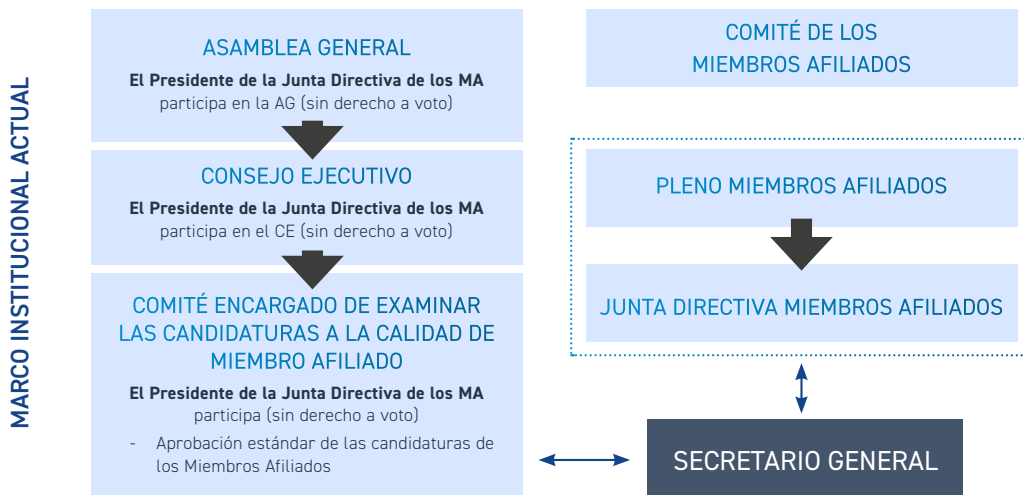 MARCO INSTITUCIONAL ACTUAL
ASAMBLEA GENERAL
El Presidente de la Junta Directiva de los MA
participa en la AG (sin derecho a voto)
CONSEJO EJECUTIVO
El Presidente de la Junta Directiva de los MA
participa en el CE (sin derecho a voto)
COMITÉ ENCARGADO DE EXAMINAR
LAS CANDIDATURAS A LA CALIDAD DE
MIEMBRO AFILIADO
El Presidente de la Junta Directiva de los MA
participa (sin derecho a voto)
- Aprobación estándar de las candidaturas de
los Miembros Afiliados
COMITÉ DE LOS
MIEMBROS AFILIADOS
PLENO MIEMBROS AFILIADOS
JUNTA DIRECTIVA MIEMBROS AFILIADOS
SECRETARIO GENERAL